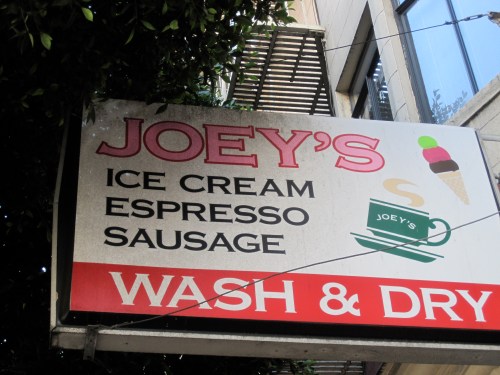 JOEY'S
ICE CREAM
ESPRESSO
SAUSAGE
JOEY'S
WASH & DRY